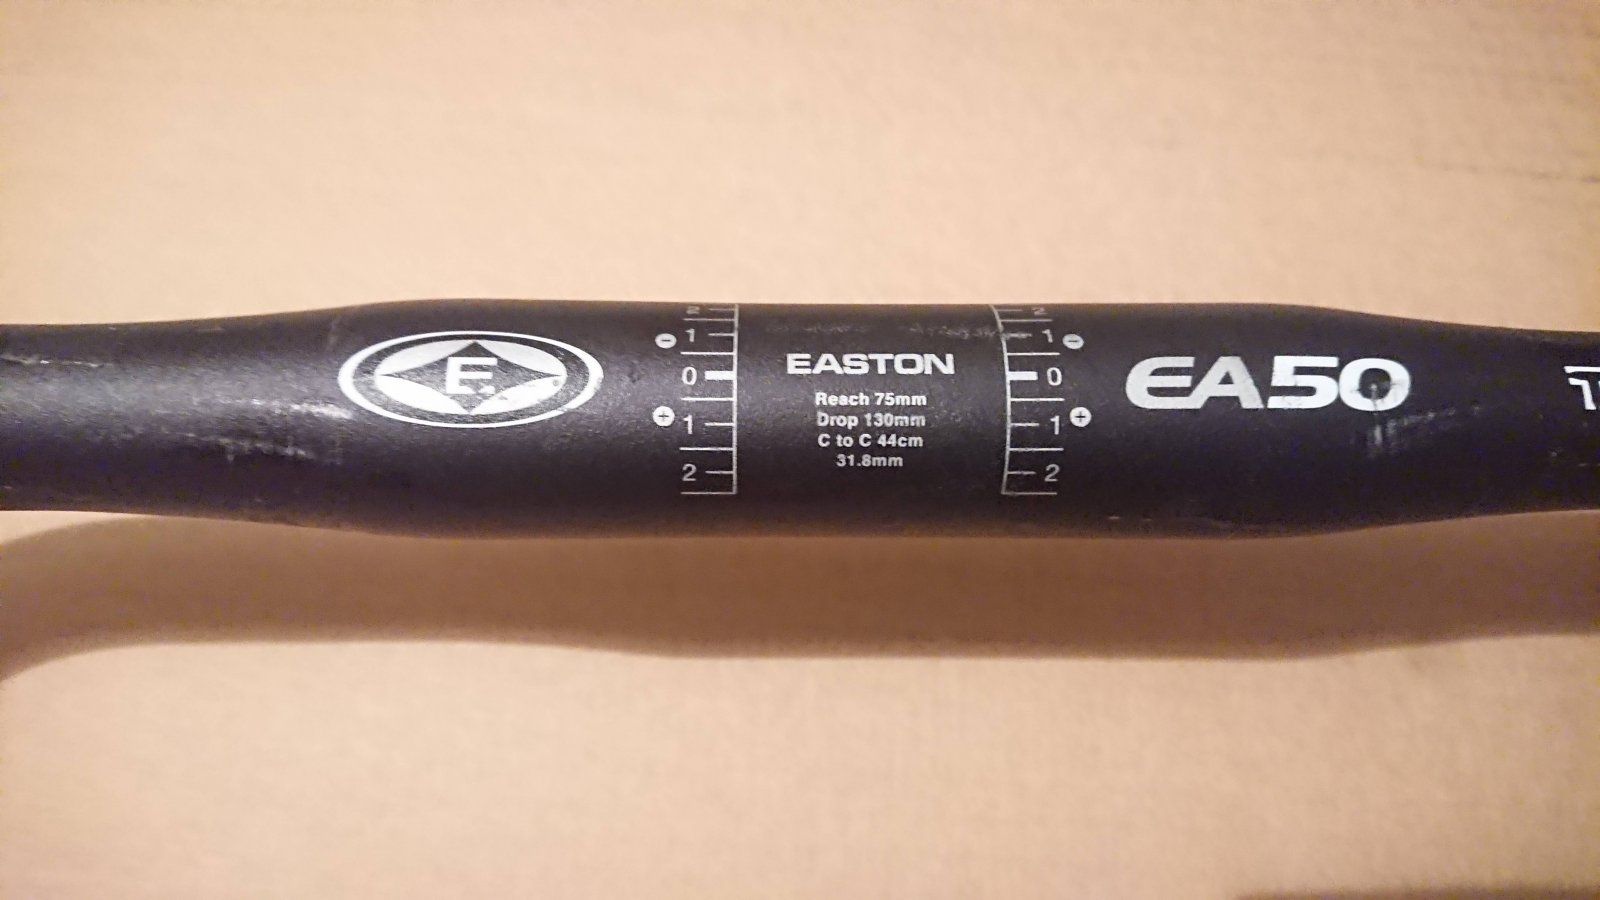 E
2 2
- 1 1 -
0 0
+ 1 1 +
2 2
EASTON
Reach 75mm
Drop 130mm
C to C 44cm
31.8mm
EA50